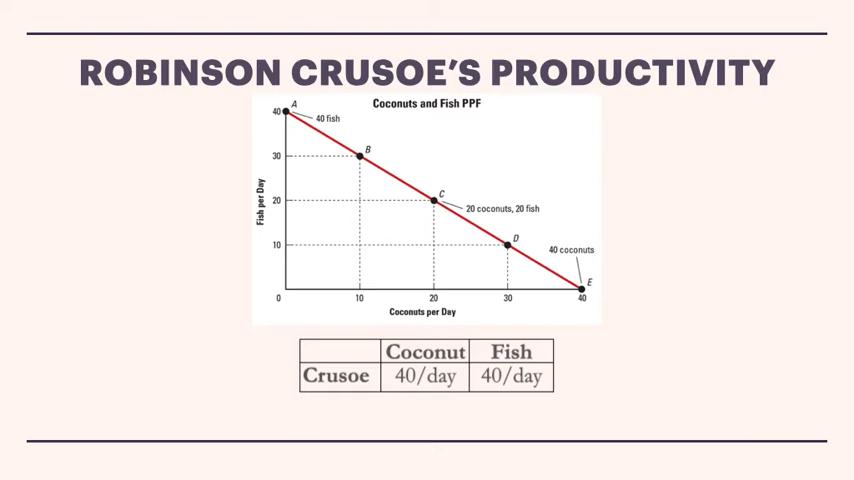 ROBINSON CRUSOE'S PRODUCTIVITY
Coconuts and Fish PPF
A
40
40 fish
30
B
20
C
20 coconuts, 20 fish
10
D
40 coconuts
E
0 10 20 30 40
Fish per Day
Coconuts per Day
Coconut Fish
Crusoe 40/day 40/day